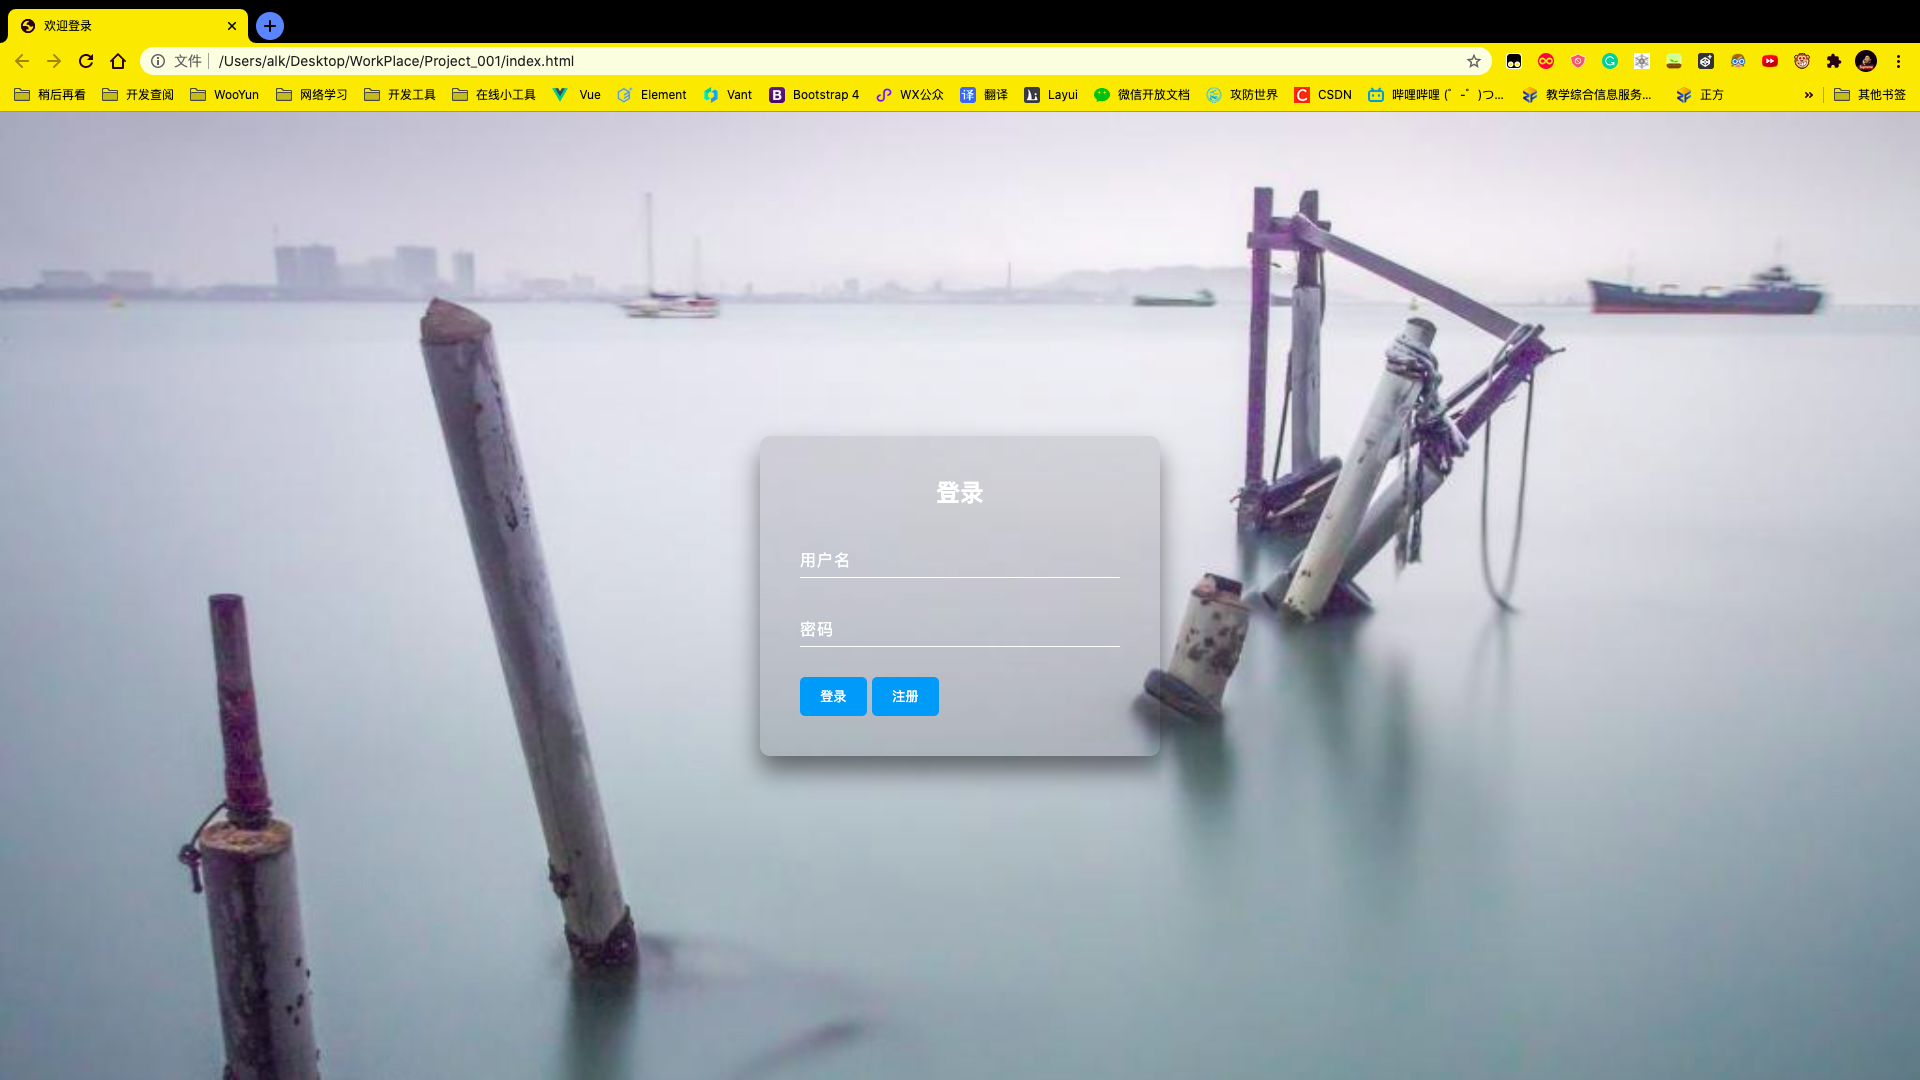 欢迎登录
文件 /Users/alk/Desktop/WorkPlace/Project_001/index.html
稍后再看 开发查阅 WooYun 网络学习 开发工具 在线小工具 Vue Element Vant Bootstrap 4 WX公众 翻译 Layui 微信开放文档 攻防世界 CSDN 哔哩哔哩 (゜-゜)つ... 教学综合信息服务... 正方 » 其他书签
登录
用户名
密码
登录 注册